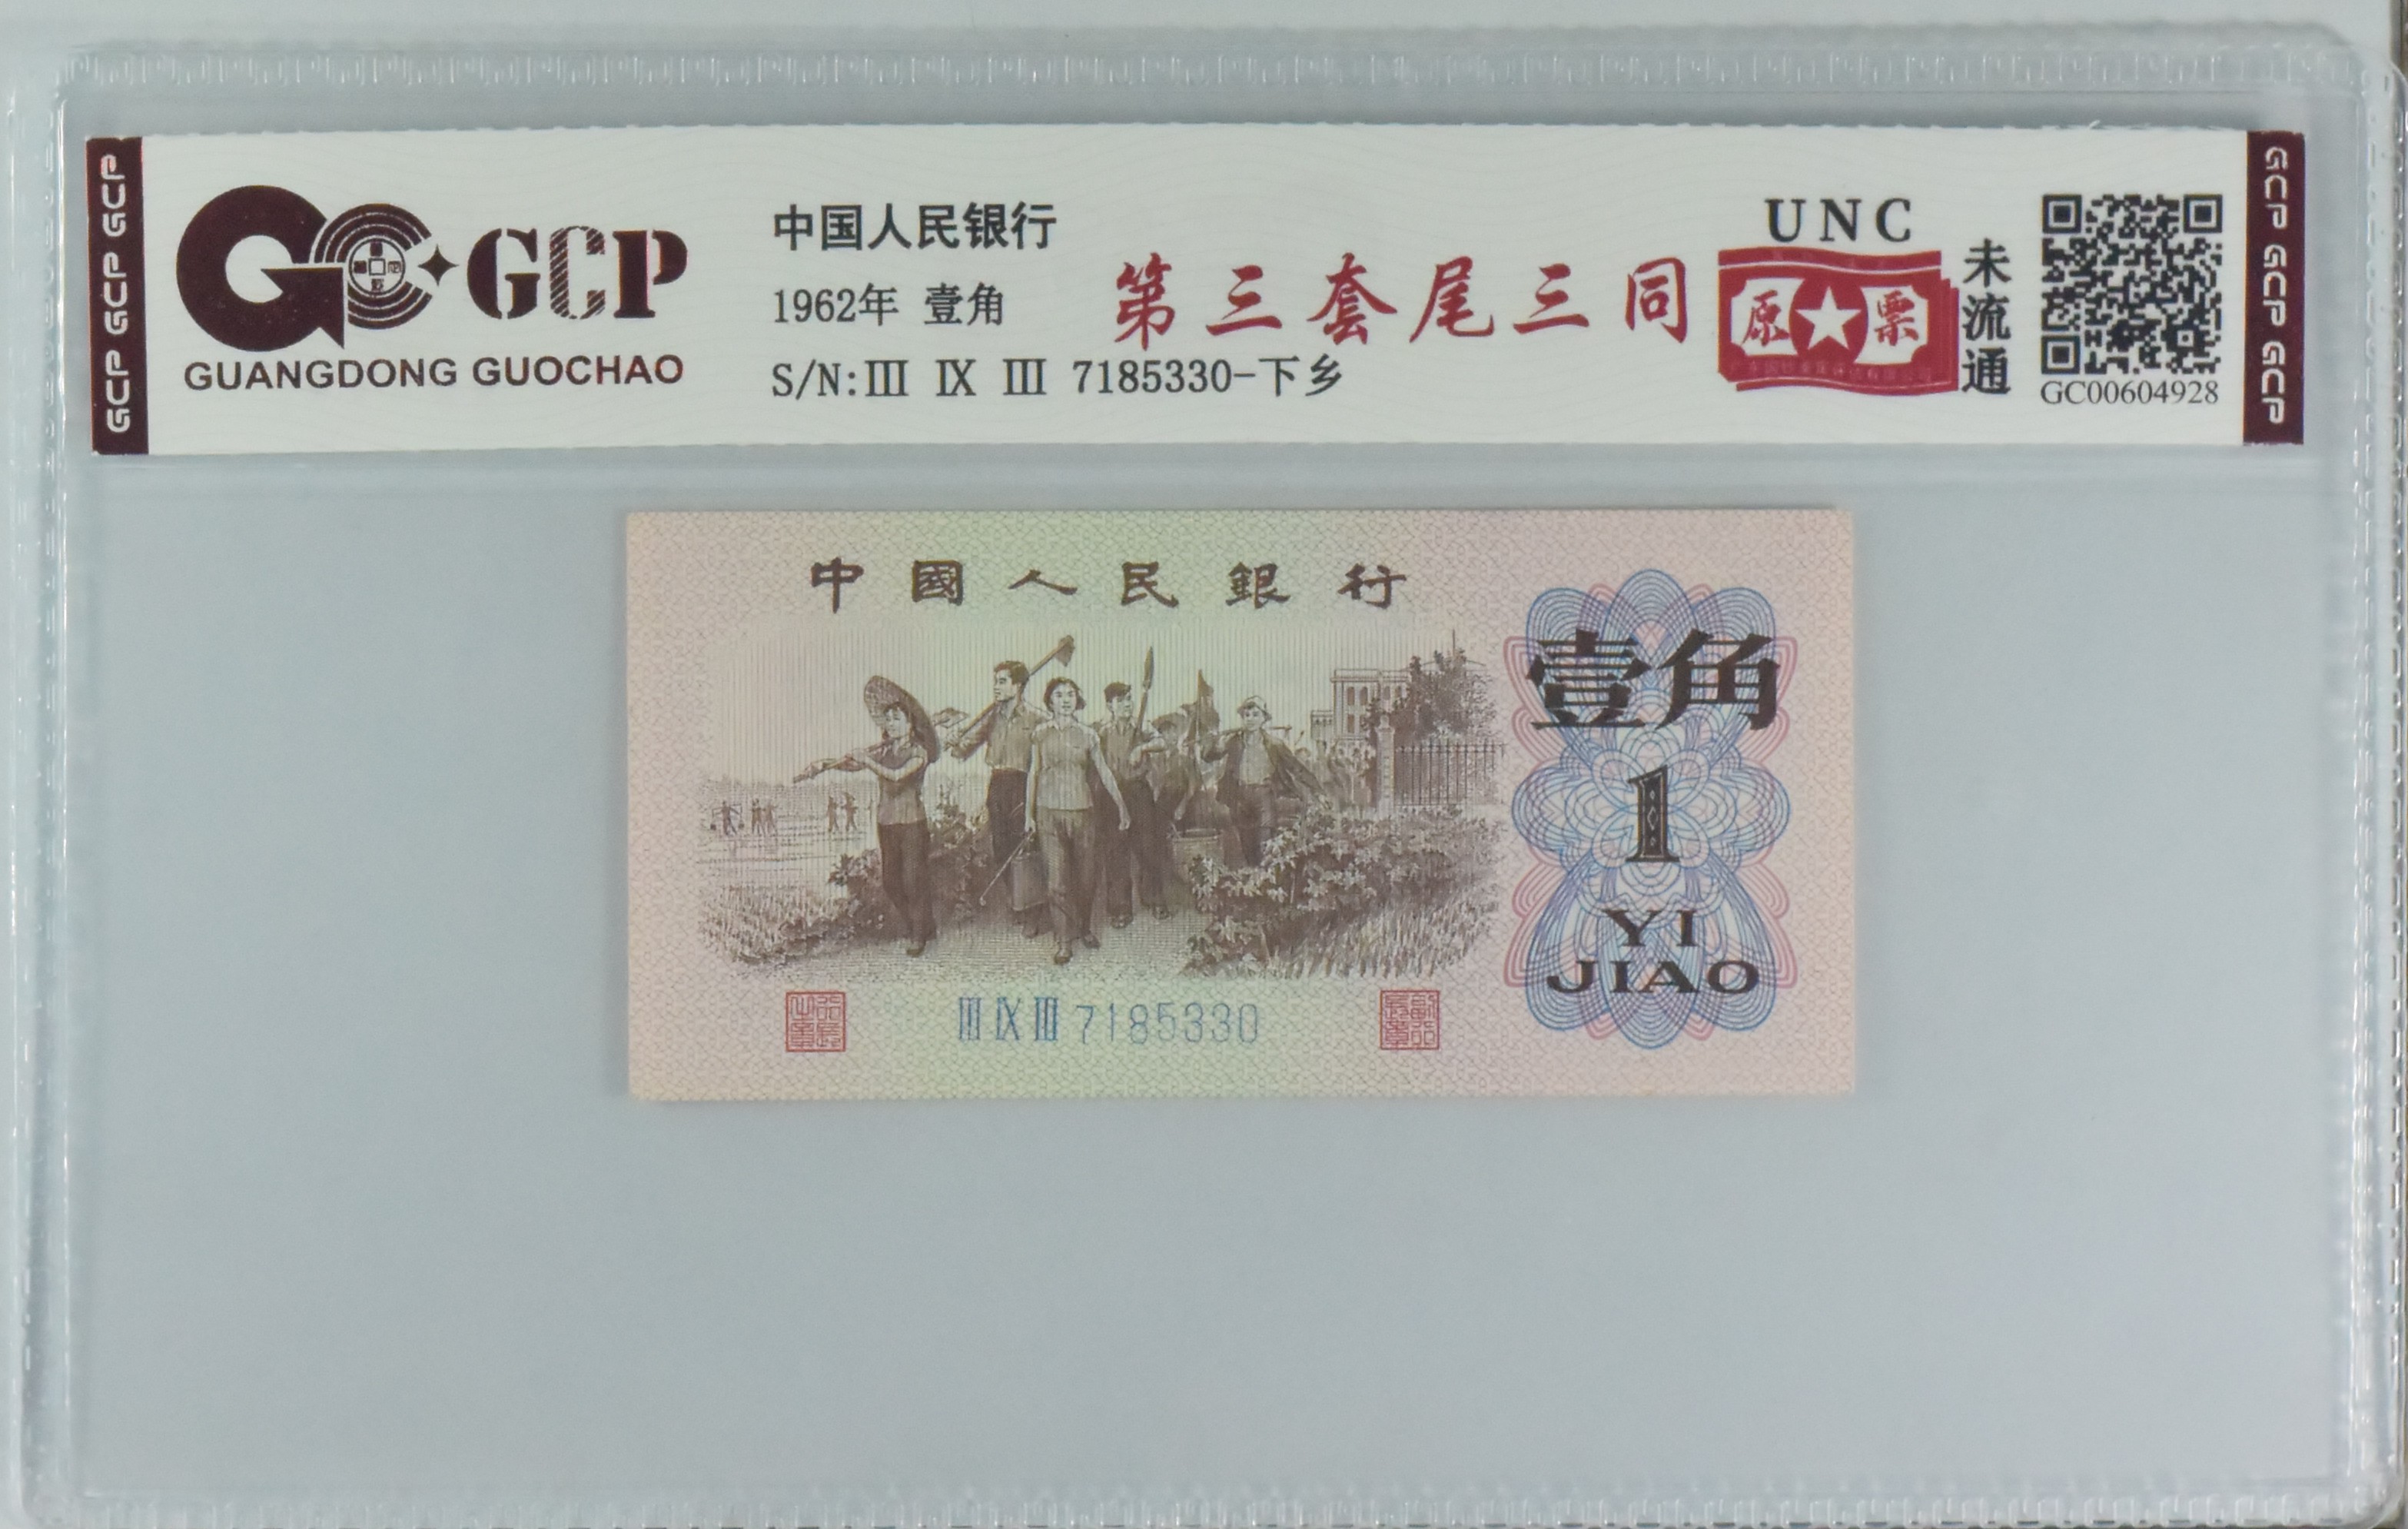 GCP GCP GCP
GCP
GUANGDONG GUOCHAO
中国人民银行
1962年 壹角
S/N:III IX III 7185330-下乡
第三套尾三同
UNC
原票
未流通
GC00604928
GCP GCP GCP
中國人民銀行
壹角
1
YI
JIAO
III IX III 7185330